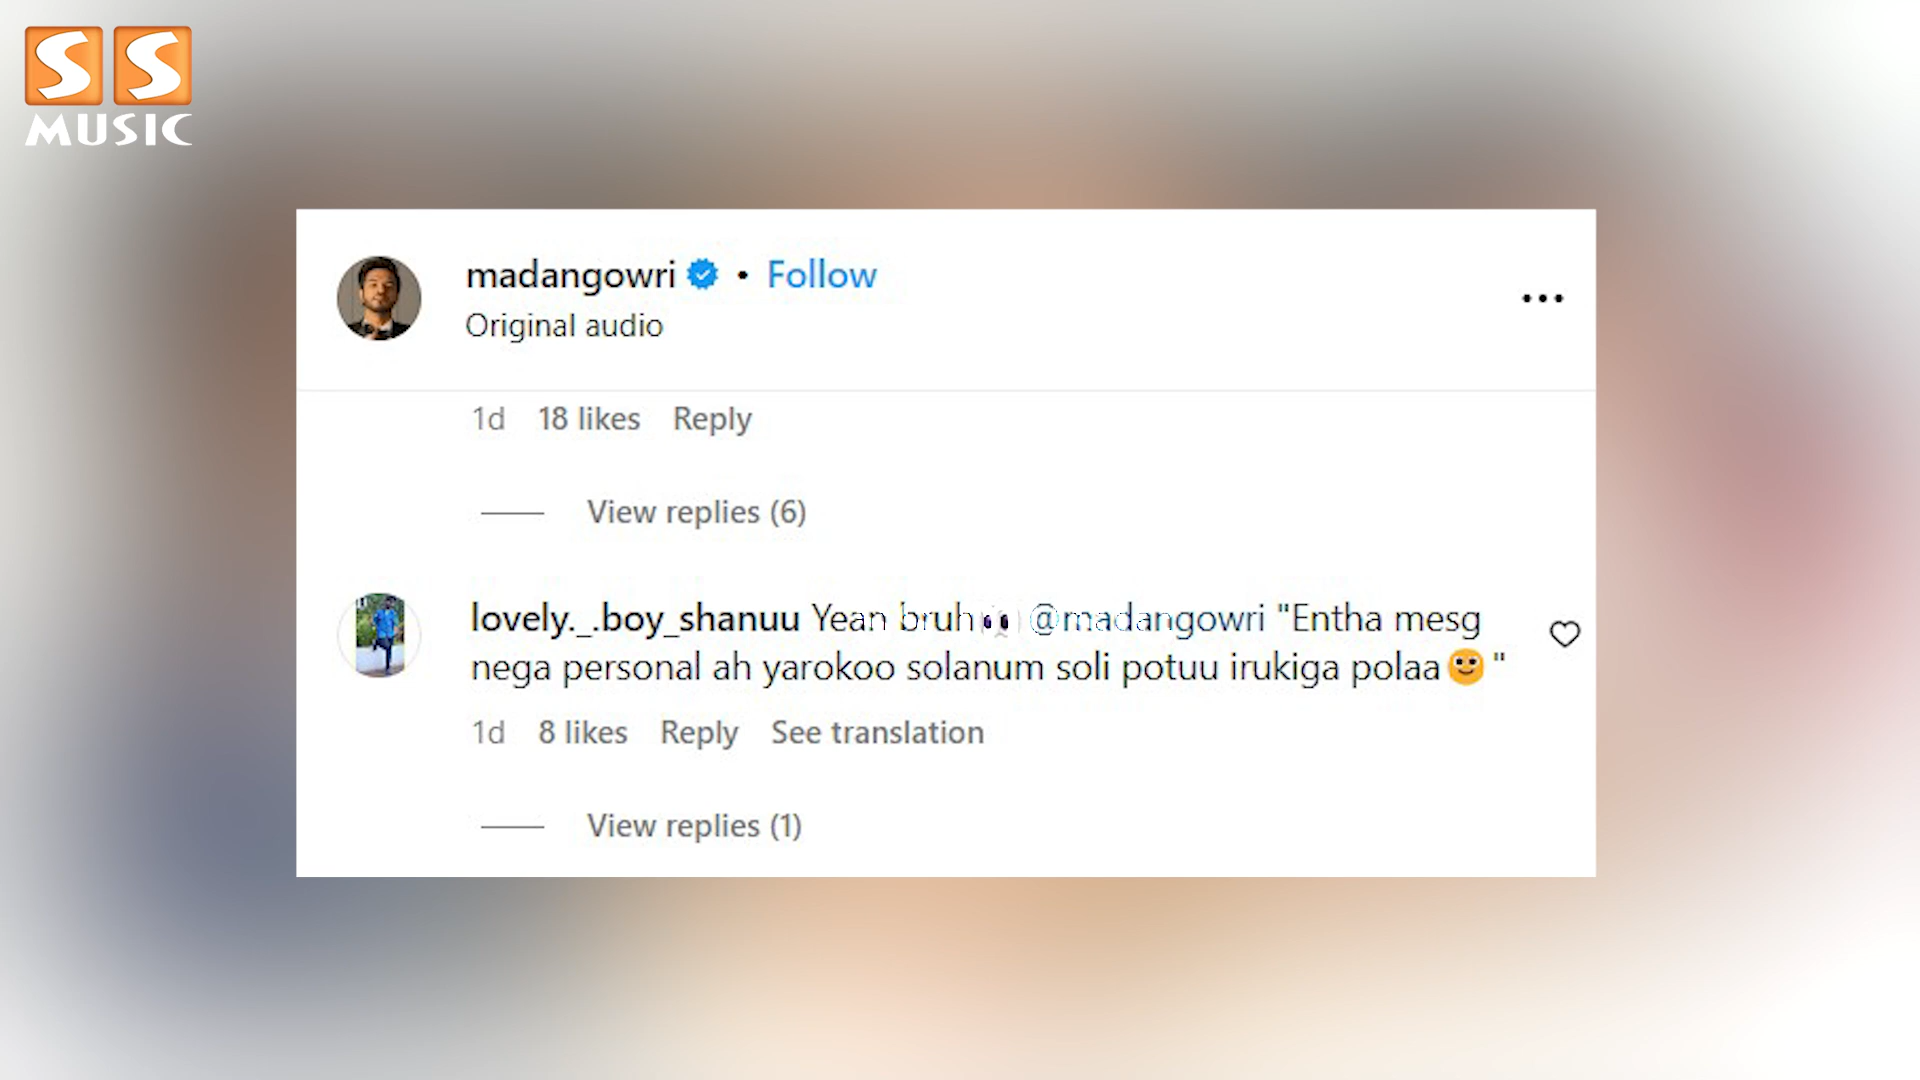 SS
MUSIC
madangowri • Follow
Original audio
1d 18 likes Reply
View replies (6)
lovely._.boy_shanuu Yeah bruh👀 @madangowri "Entha mesg
nega personal ah yarokoo solanum soli potuu irukiga polaa🙂"
1d 8 likes Reply See translation
View replies (1)